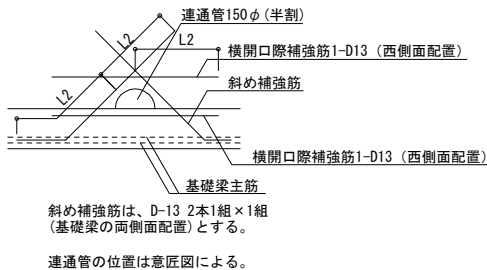 連通管150φ(半割)
L2
L2
L2
横開口際補強筋1-D13（西側面配置）
斜め補強筋
横開口際補強筋1-D13（西側面配置）
基礎梁主筋
斜め補強筋は、D-13 2本1組×1組
(基礎梁の両側面配置)とする。
連通管の位置は意匠図による。